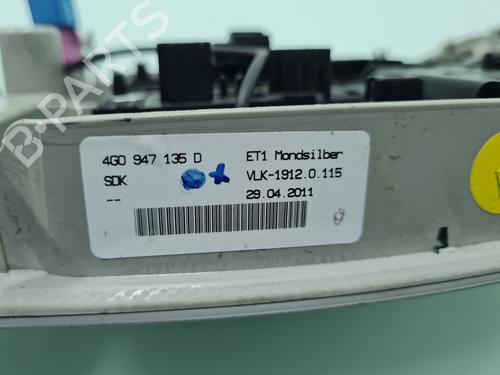 B-PARTS
4G0 947 135 D ET1 Mondsilber
SDK VLK-1912.0.115
-- 29.04.2011